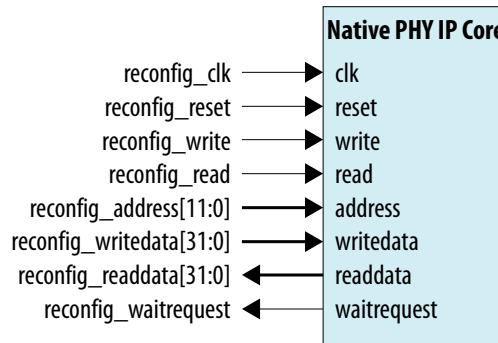 Native PHY IP Core
reconfig_clk clk
reconfig_reset reset
reconfig_write write
reconfig_read read
reconfig_address[11:0] address
reconfig_writedata[31:0] writedata
reconfig_readdata[31:0] readdata
reconfig_waitrequest waitrequest